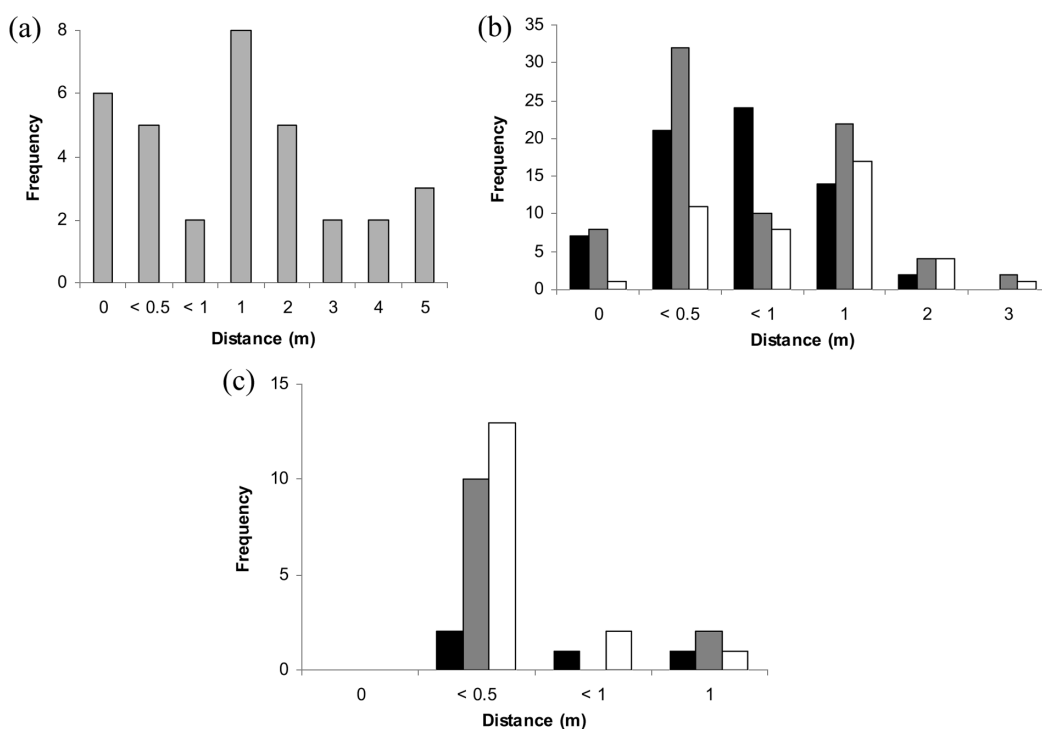 (a)
Frequency
8
6
4
2
0
0 < 0.5 < 1 1 2 3 4 5
Distance (m)
(b)
Frequency
35
30
25
20
15
10
5
0
0 < 0.5 < 1 1 2 3
Distance (m)
(c)
Frequency
15
10
5
0
0 < 0.5 < 1 1
Distance (m)